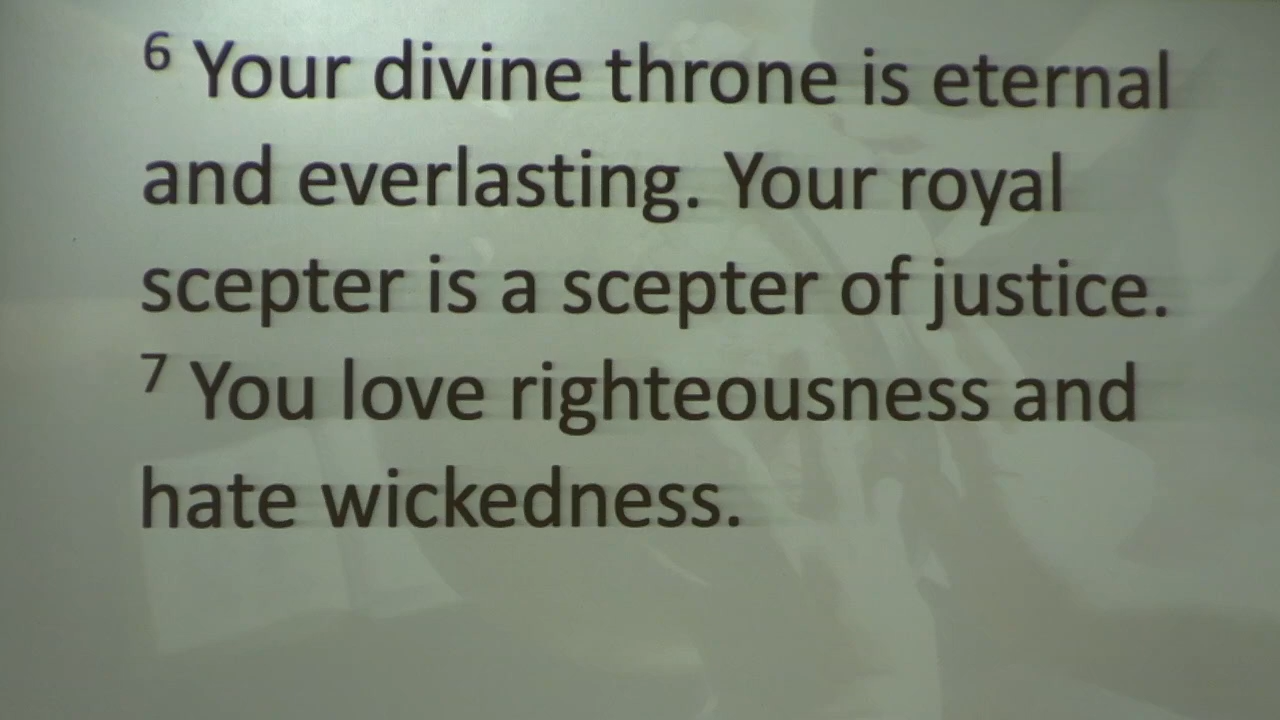 6 Your divine throne is eternal
and everlasting. Your royal
scepter is a scepter of justice.
7 You love righteousness and
hate wickedness.